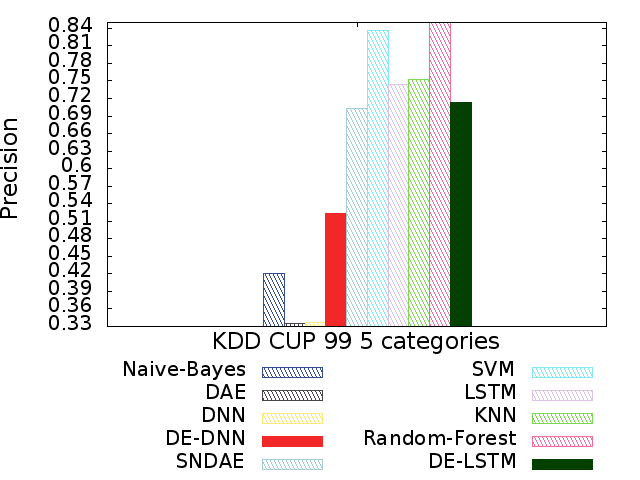 0.84
0.81
0.78
0.75
0.72
0.69
0.66
0.63
0.6
0.57
0.54
0.51
0.48
0.45
0.42
0.39
0.36
0.33
Precision
KDD CUP 99 5 categories
Naive-Bayes
DAE
DNN
DE-DNN
SNDAE
SVM
LSTM
KNN
Random-Forest
DE-LSTM